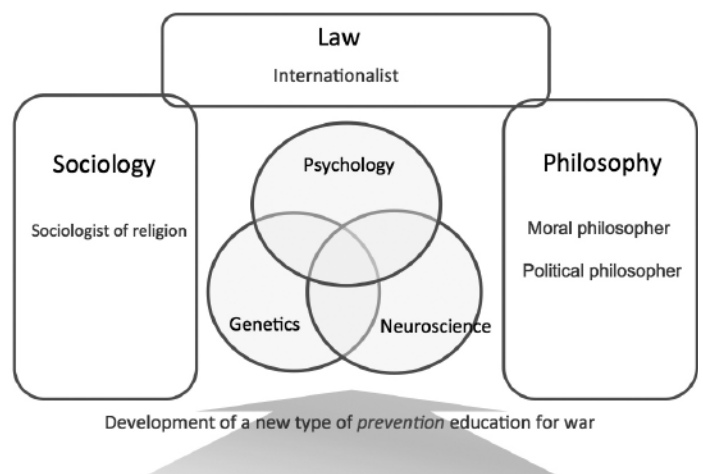 Law
Internationalist
Sociology
Sociologist of religion
Psychology
Genetics
Neuroscience
Philosophy
Moral philosopher
Political philosopher
Development of a new type of prevention education for war